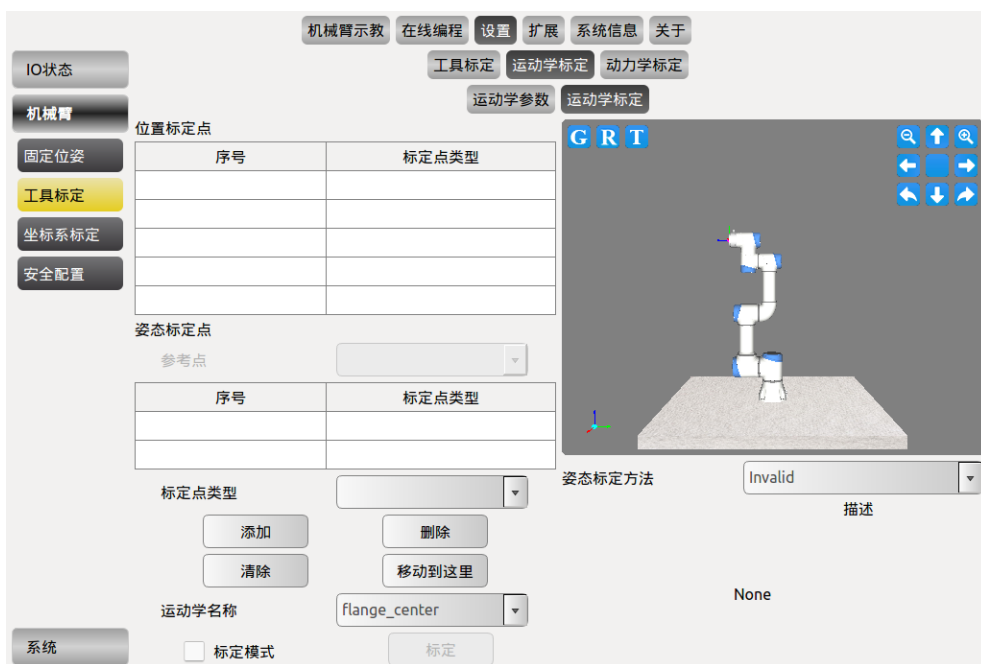 机械臂示教 在线编程 设置 扩展 系统信息 关于
IO状态
工具标定 运动学标定 动力学标定
机械臂
运动学参数 运动学标定
位置标定点
G R T
固定位姿
序号 标定点类型
工具标定
坐标系标定
安全配置
姿态标定点
参考点
序号 标定点类型
姿态标定方法 Invalid
标定点类型
描述
添加 删除
清除 移动到这里
None
运动学名称 flange_center
系统
标定模式 标定